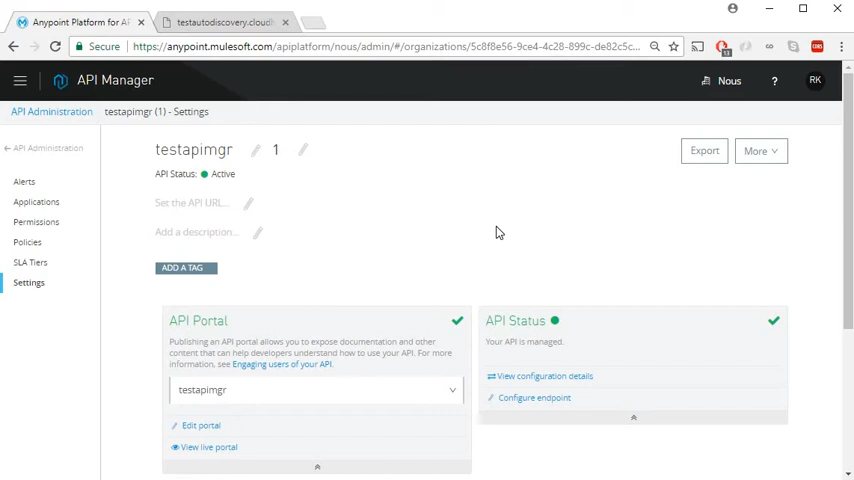 Anypoint Platform for A
testautodiscovery.cloudh
Secure https://anypoint.mulesoft.com/apiplatform/nous/admin/#/organizations/5c8f8e56-9ce4-4c28-899c-de82c5c...
13
API Manager
Nous
?
RK
API Administration testapimgr (1) - Settings
API Administration
Alerts
Applications
Permissions
Policies
SLA Tiers
Settings
testapimgr 1
Export
More
API Status: Active
Set the API URL...
Add a description...
ADD A TAG
API Portal
Publishing an API portal allows you to expose documentation and other
content that can help developers understand how to use your API. For more
information, see Engaging users of your API.
testapimgr
Edit portal
View live portal
API Status
Your API is managed.
View configuration details
Configure endpoint